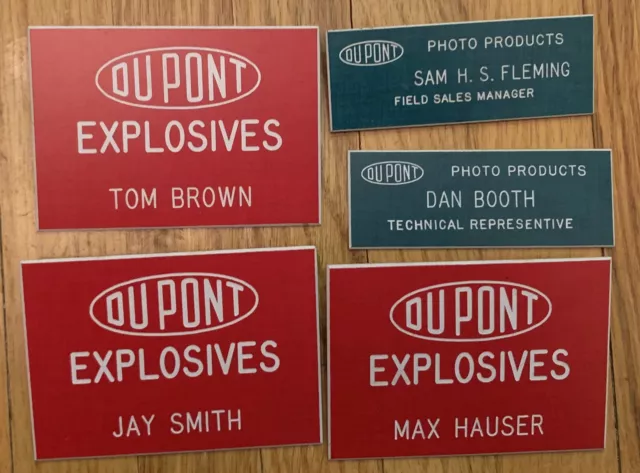 DU PONT
EXPLOSIVES
TOM BROWN
DU PONT
PHOTO PRODUCTS
SAM H. S. FLEMING
FIELD SALES MANAGER
DU PONT
PHOTO PRODUCTS
DAN BOOTH
TECHNICAL REPRESENTIVE
DU PONT
EXPLOSIVES
JAY SMITH
DU PONT
EXPLOSIVES
MAX HAUSER